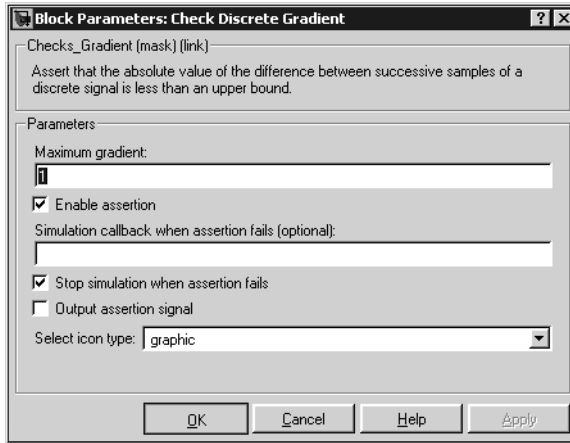 Block Parameters: Check Discrete Gradient
Checks_Gradient (mask) (link)
Assert that the absolute value of the difference between successive samples of a
discrete signal is less than an upper bound.
Parameters
Maximum gradient:
1
Enable assertion
Simulation callback when assertion fails (optional):
Stop simulation when assertion fails
Output assertion signal
Select icon type: graphic
OK Cancel Help Apply